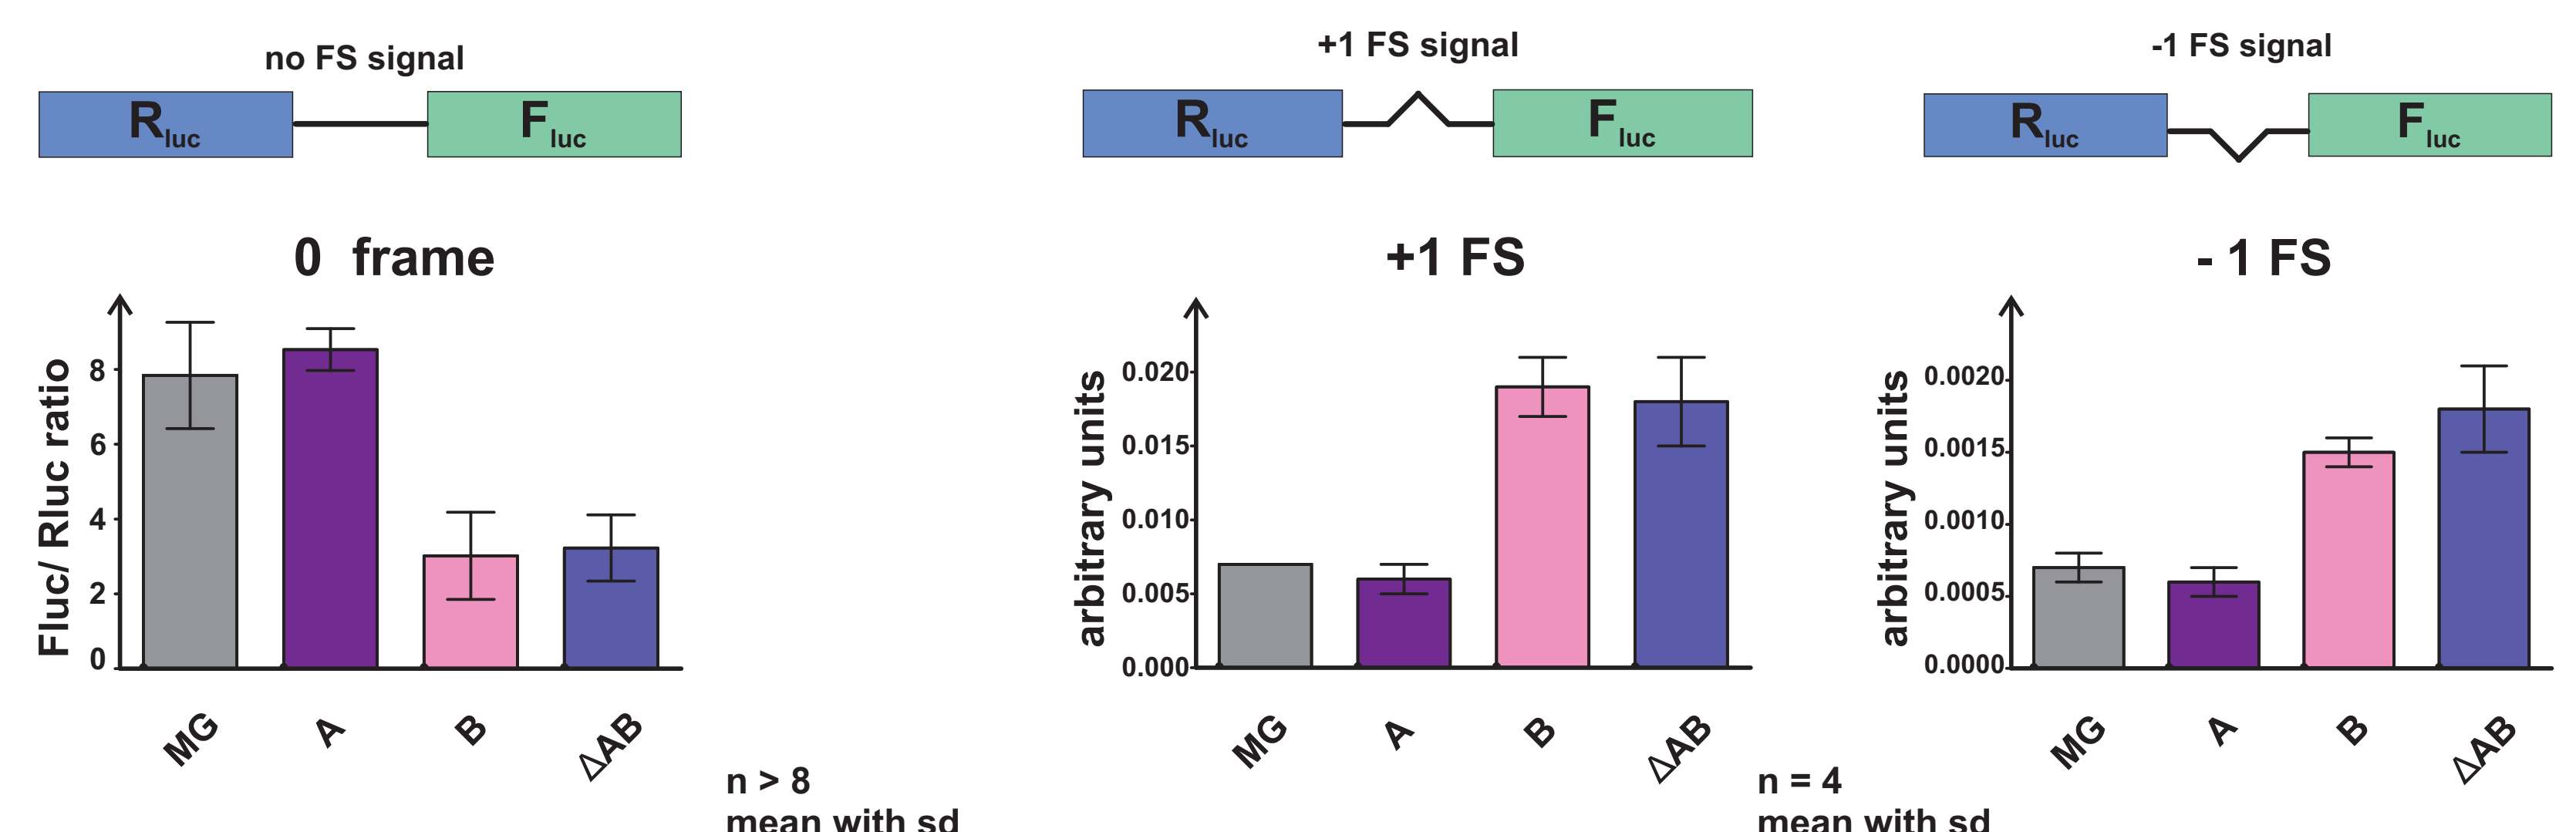 no FS signal
Rluc
Fluc
0 frame
Fluc/ Rluc ratio
8
6
4
2
0
MG
A
B
ΔAB
n > 8
mean with sd
+1 FS signal
Rluc
Fluc
+1 FS
arbitrary units
0.020
0.015
0.010
0.005
0.000
MG
A
B
ΔAB
n = 4
mean with sd
-1 FS signal
Rluc
Fluc
- 1 FS
arbitrary units
0.0020
0.0015
0.0010
0.0005
0.0000
MG
A
B
ΔAB